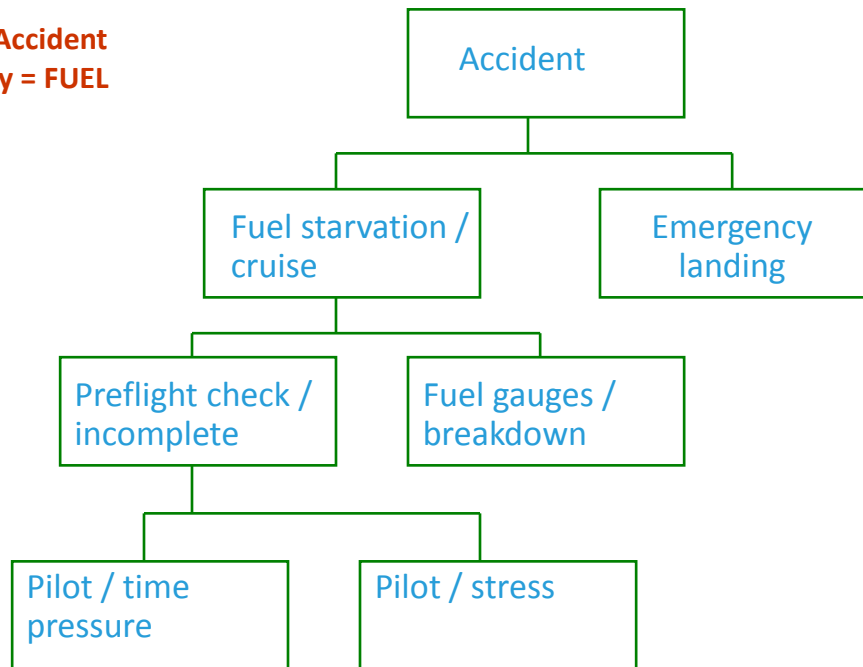 Accident
y = FUEL
Accident
Fuel starvation /
cruise
Emergency
landing
Preflight check /
incomplete
Fuel gauges /
breakdown
Pilot / time
pressure
Pilot / stress